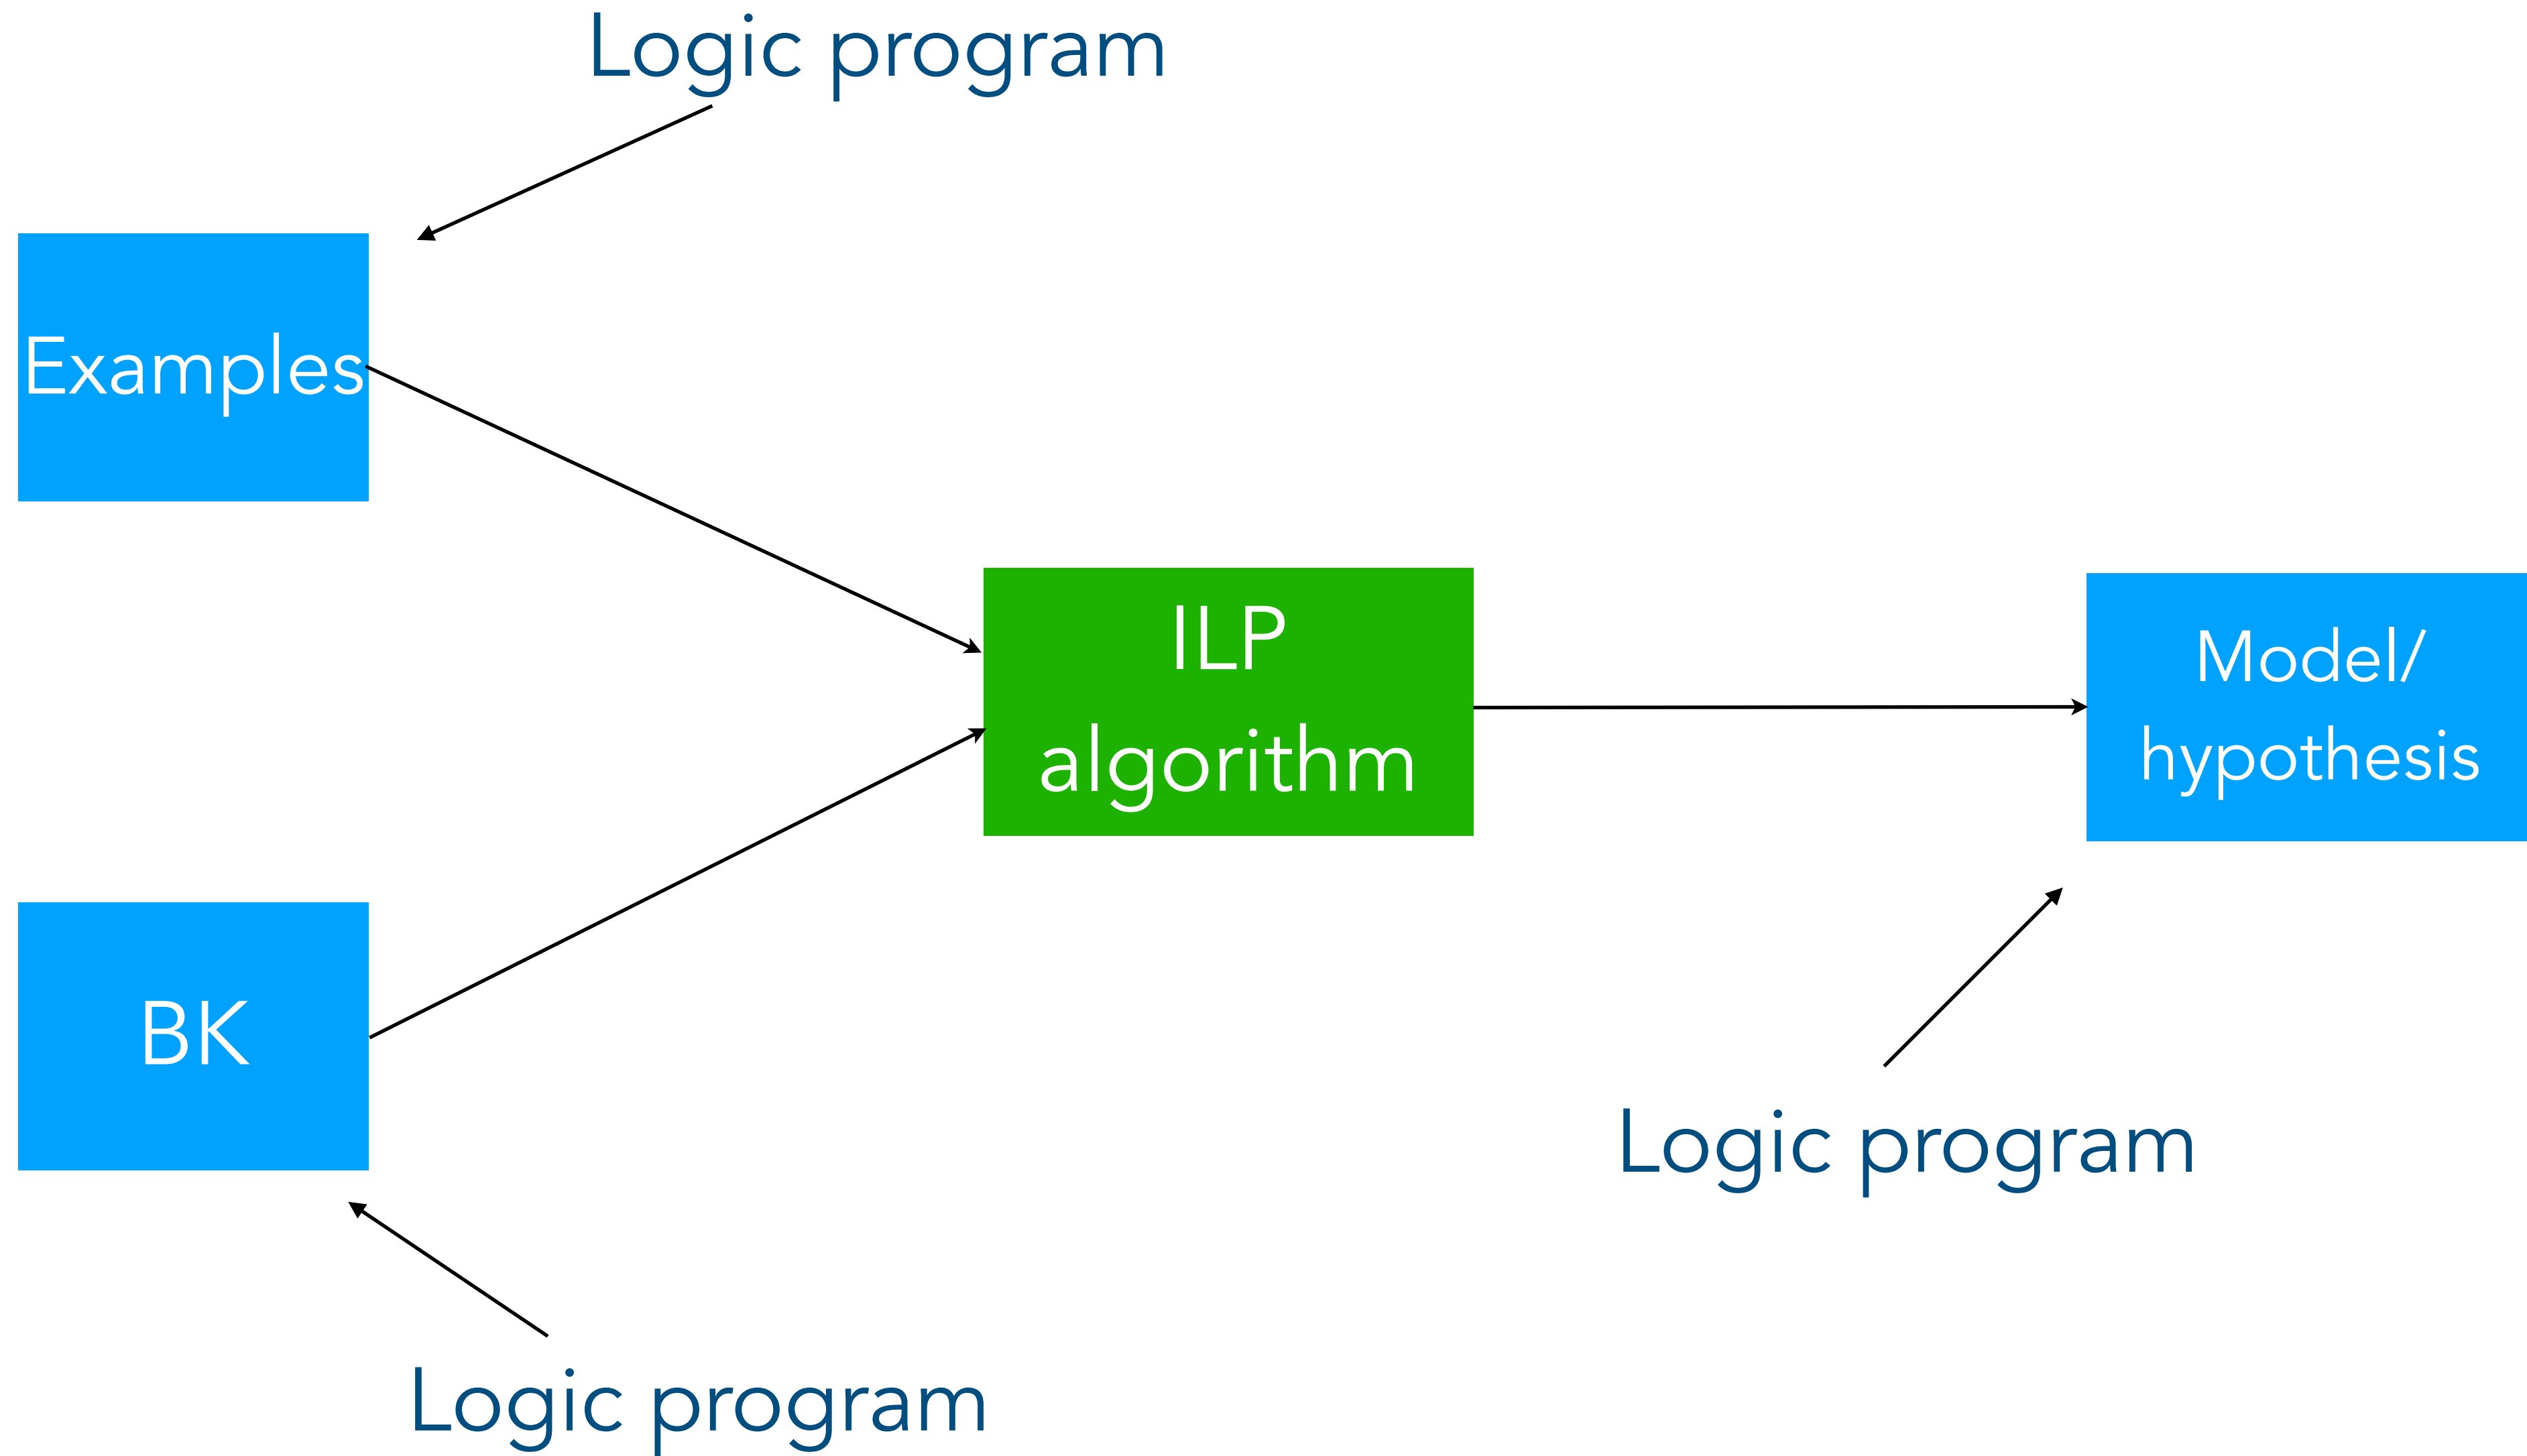 Logic program
Examples
ILP
algorithm
Model/
hypothesis
BK
Logic program
Logic program